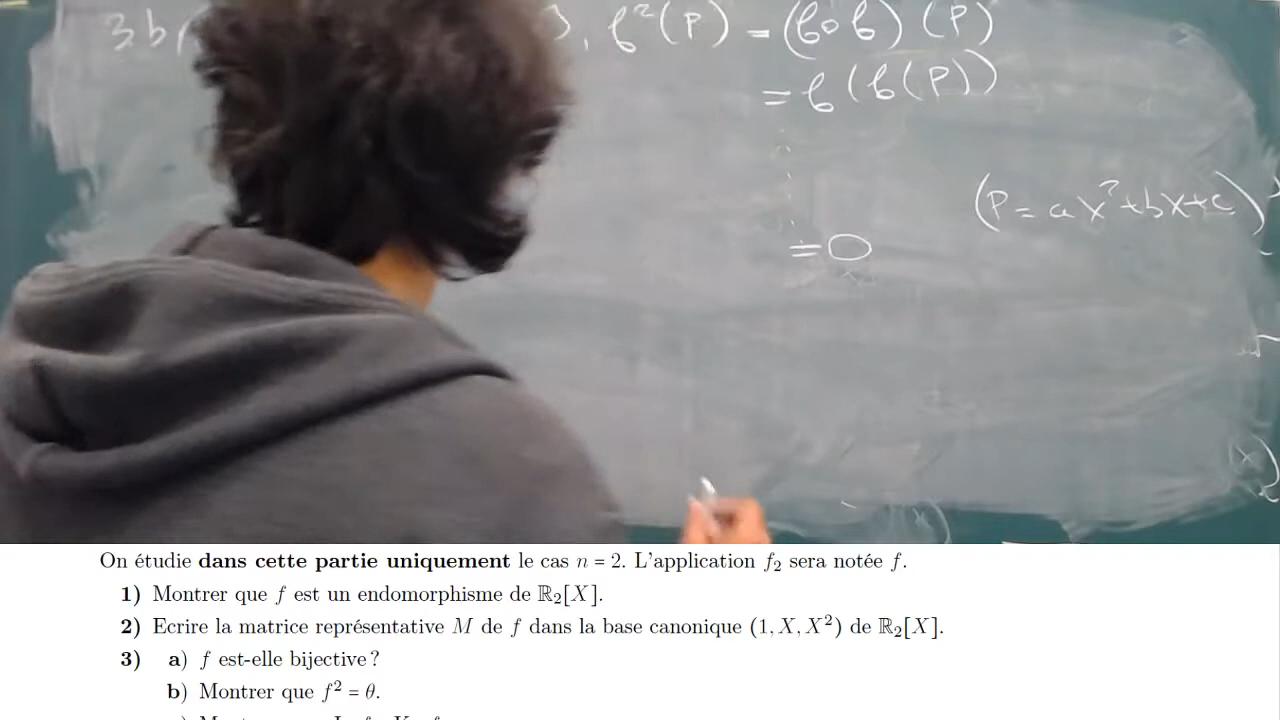 3b
, f²(P) = (f∘f)(P)
= f(f(P))
(P = aX²+bX+c)
= 0
(X)
On étudie dans cette partie uniquement le cas n = 2. L'application f₂ sera notée f.
1) Montrer que f est un endomorphisme de ℝ₂[X].
2) Ecrire la matrice représentative M de f dans la base canonique (1, X, X²) de ℝ₂[X].
3) a) f est-elle bijective ?
b) Montrer que f² = θ.